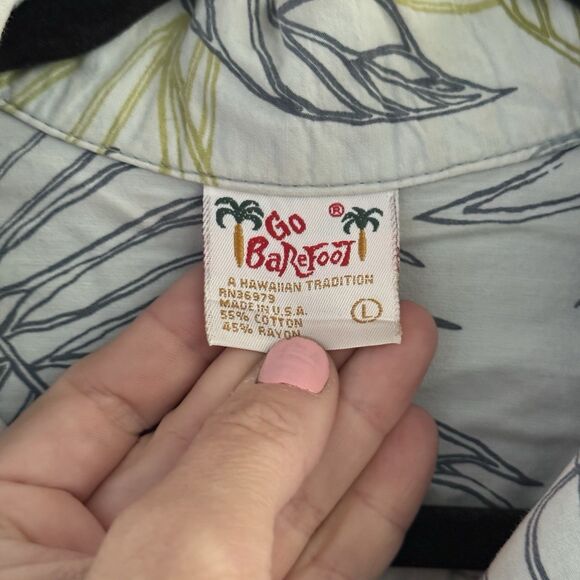 Go ®
BaRefooT
A HAWAIIAN TRADITION
RN36979
MADE IN U.S.A.
55% COTTON
45% RAYON
L